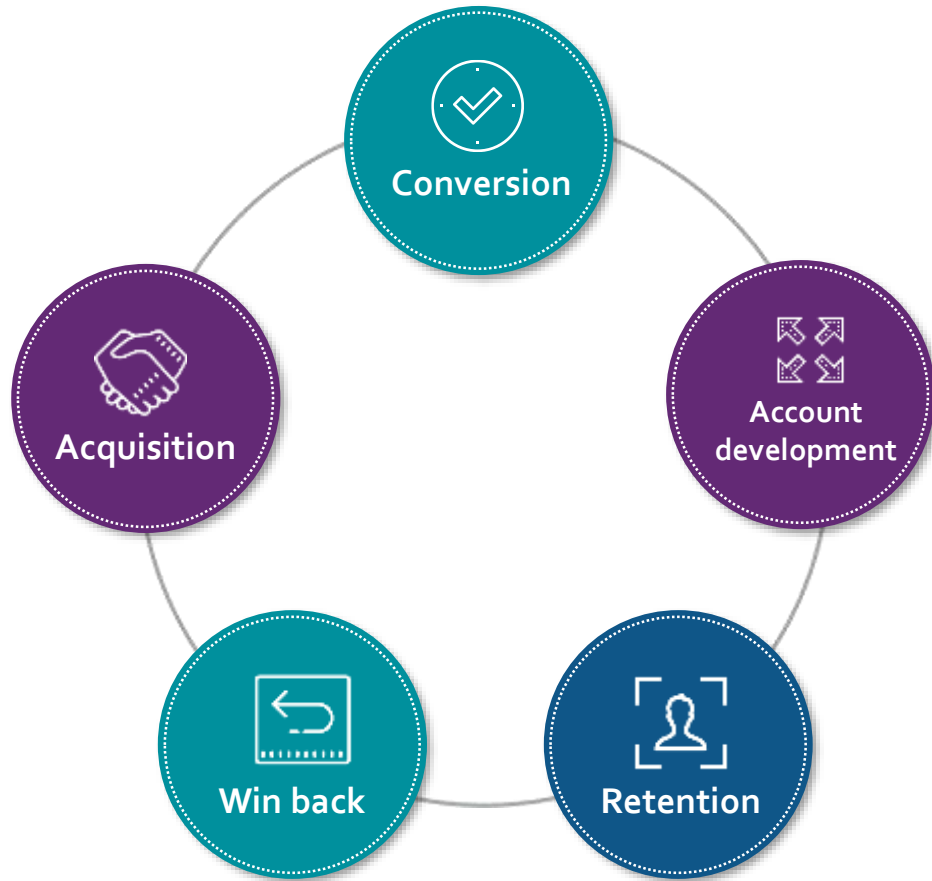 Conversion
Acquisition
Account
development
Win back
Retention